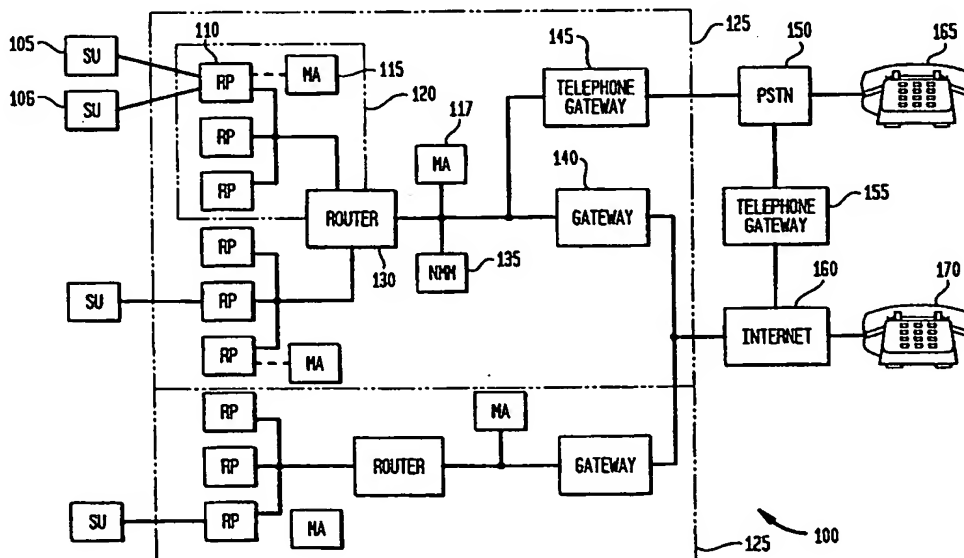 105
SU
106
SU
110
RP
MA
115
120
RP
RP
117
MA
ROUTER
130
NMM
135
145
TELEPHONE
GATEWAY
140
GATEWAY
125
150
PSTN
165
TELEPHONE
GATEWAY
155
160
INTERNET
170
RP
SU
RP
RP
MA
RP
RP
SU
RP
MA
ROUTER
MA
GATEWAY
125
100